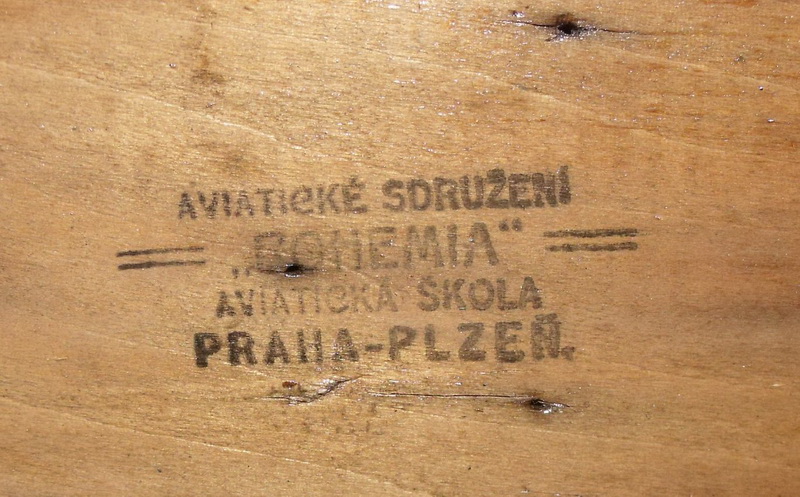 AVIATICKÉ SDRUŽENÍ
„BOHEMIA“
AVIATICKÁ ŠKOLA
PRAHA-PLZEŇ.